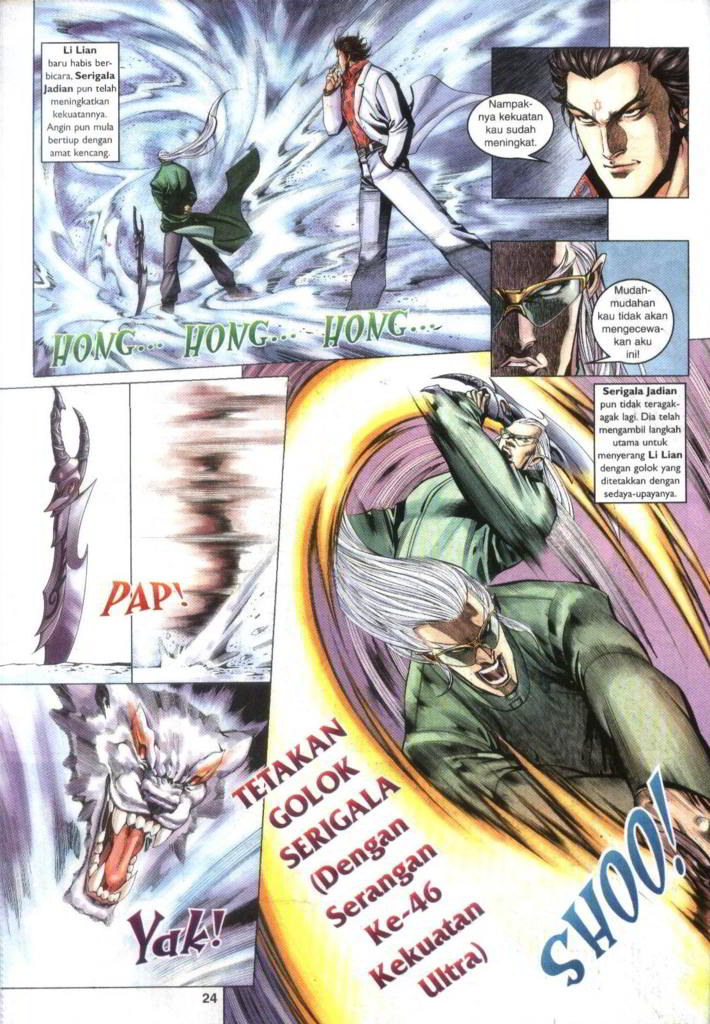 Li Lian
baru habis ber-
bicara, Serigala
Jadian pun telah
meningkatkan
kekuatannya.
Angin pun mula
bertiup dengan
amat kencang.
Nampak-
nya kekuatan
kau sudah
meningkat.
HONG... HONG... HONG...
Mudah-
mudahan
kau tidak akan
mengecewa-
kan aku
ini!
Serigala Jadian
pun tidak teragak-
agak lagi. Dia telah
mengambil langkah
utama untuk
menyerang Li Lian
dengan golok yang
ditetakkan dengan
sedaya-upayanya.
PAP!
Yak!
TETAKAN
GOLOK
SERIGALA
(Dengan
Serangan
Ke-46
Kekuatan
Ultra)
SHOO!
24